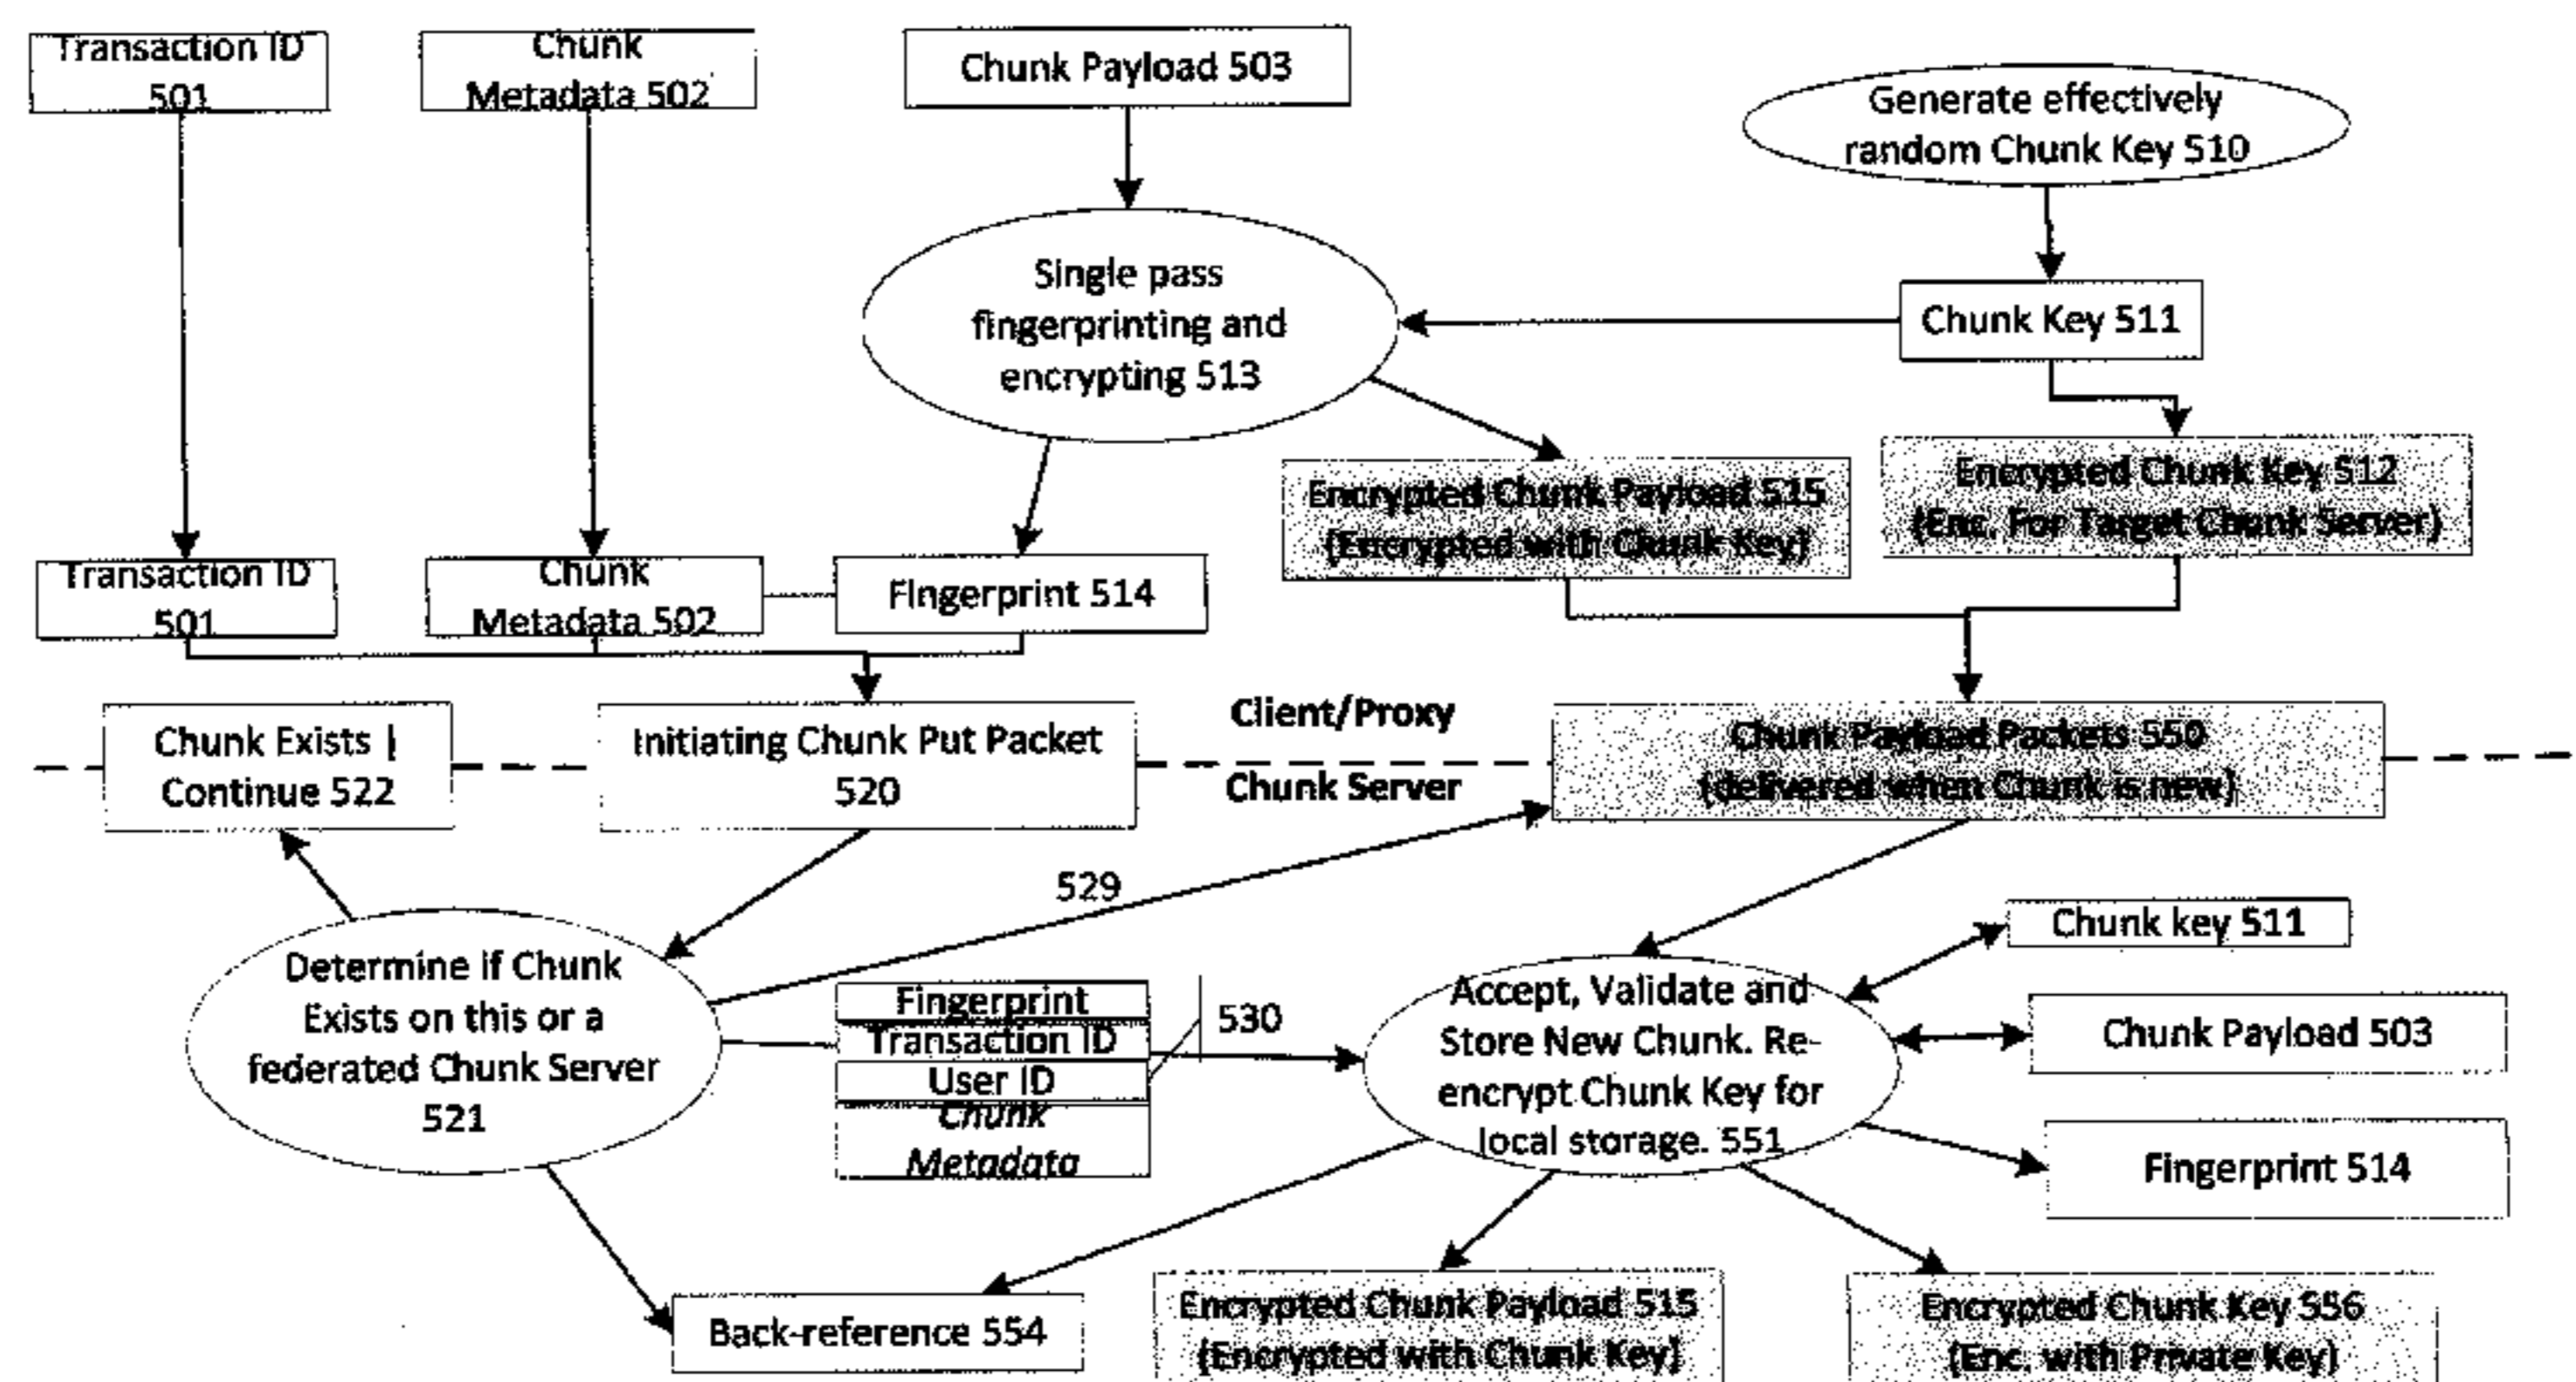 Transaction ID
501
Chunk
Metadata 502
Chunk Payload 503
Generate effectively
random Chunk Key 510
Single pass
fingerprinting and
encrypting 513
Chunk Key 511
Encrypted Chunk Payload 515
(Encrypted with Chunk Key)
Encrypted Chunk Key 512
(Enc. For Target Chunk Server)
Transaction ID
501
Chunk
Metadata 502
Fingerprint 514
Chunk Exists |
Continue 522
Initiating Chunk Put Packet
520
Client/Proxy
Chunk Server
Chunk Payload Packets 550
(delivered when Chunk is new)
529
Determine if Chunk
Exists on this or a
federated Chunk Server
521
Fingerprint
Transaction ID
User ID
Chunk
Metadata
530
Accept, Validate and
Store New Chunk. Re-
encrypt Chunk Key for
local storage. 551
Chunk key 511
Chunk Payload 503
Fingerprint 514
Back-reference 554
Encrypted Chunk Payload 515
(Encrypted with Chunk Key)
Encrypted Chunk Key 556
(Enc. with Private Key)